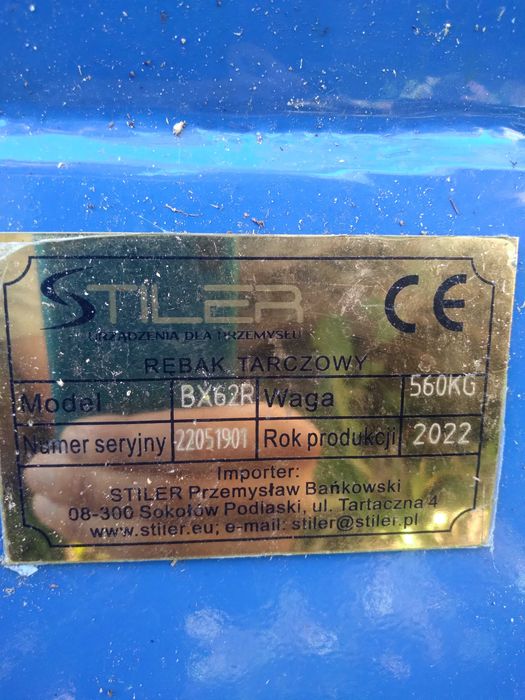 STILER
URZĄDZENIA DLA PRZEMYSŁU
CE
RĘBAK TARCZOWY
Model BX62R Waga 560KG
Numer seryjny 22051901 Rok produkcji 2022
Importer:
STILER Przemysław Bańkowski
08-300 Sokołów Podlaski, ul. Tartaczna 4
www.stiler.eu; e-mail: stiler@stiler.pl